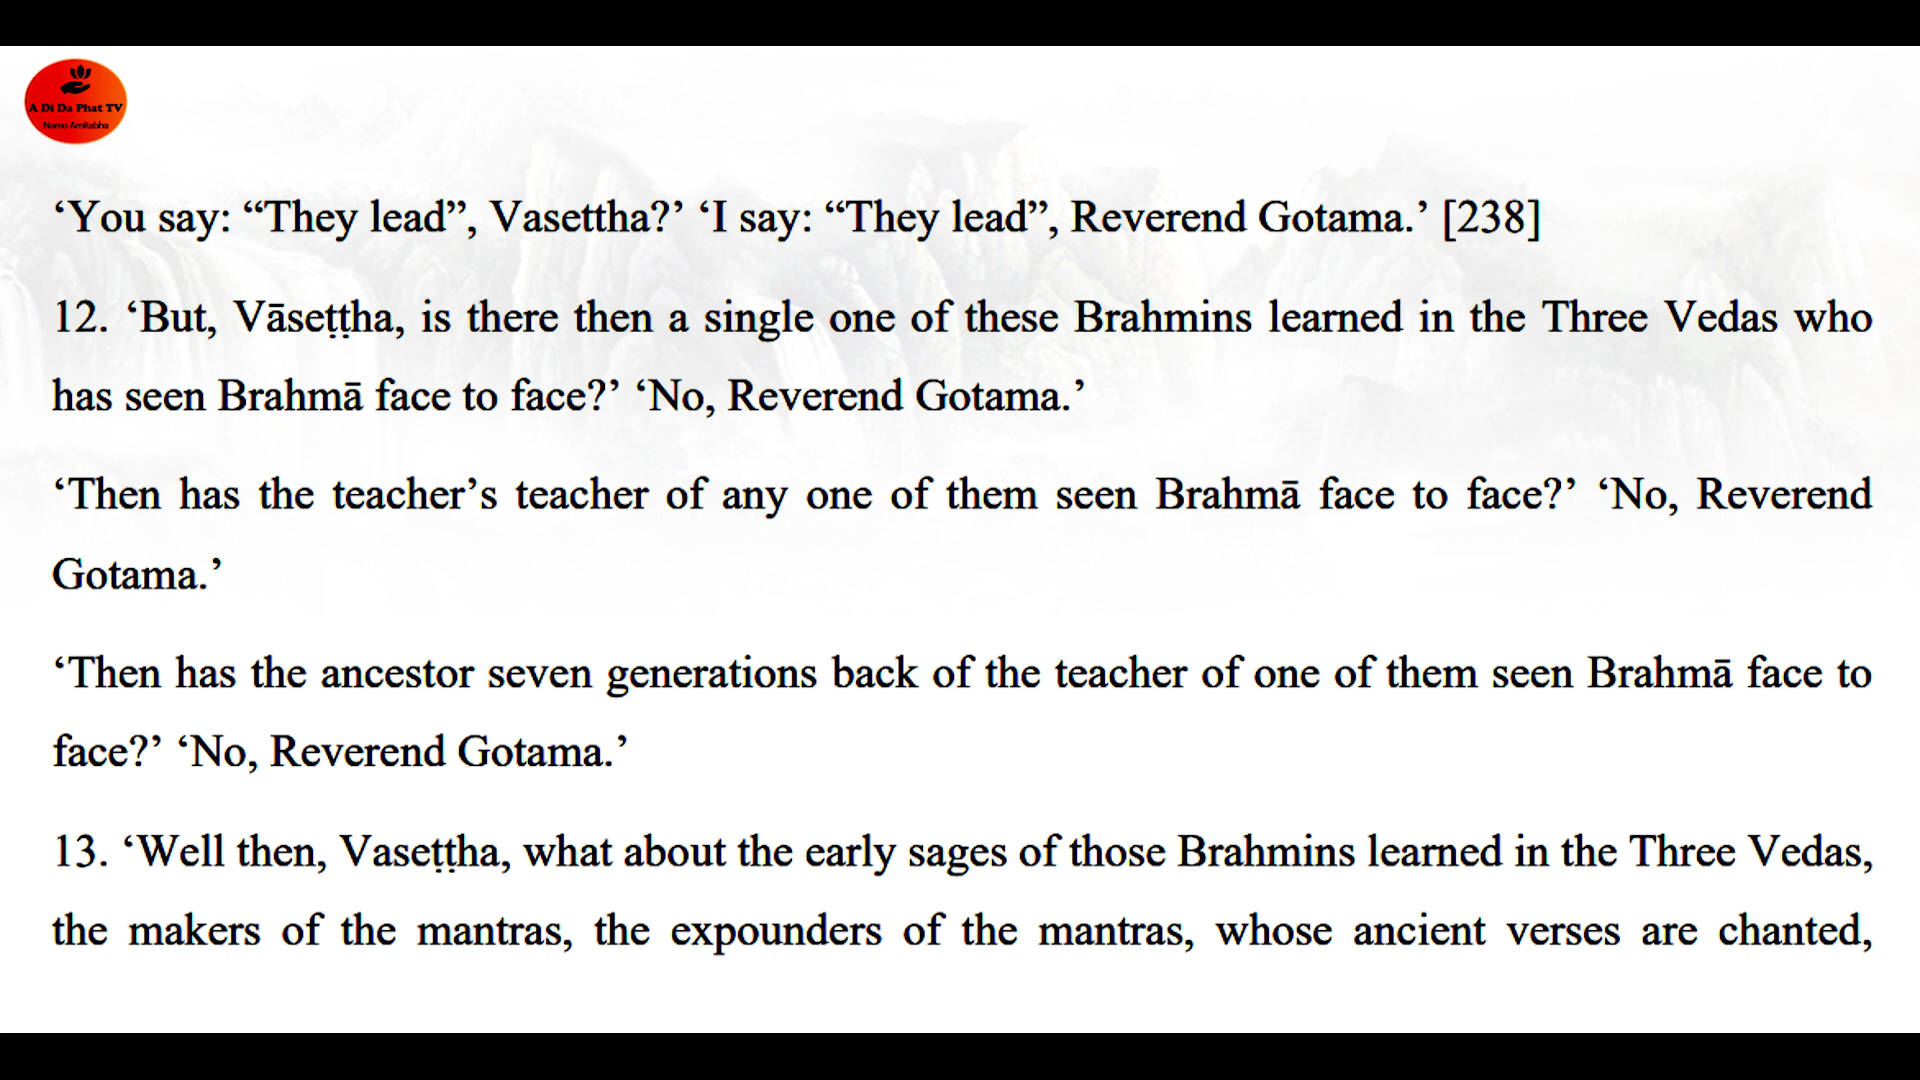 A Di Da Phat TV
Namo Amitabha
‘You say: “They lead”, Vasettha?’ ‘I say: “They lead”, Reverend Gotama.’ [238]
12. ‘But, Vāseṭṭha, is there then a single one of these Brahmins learned in the Three Vedas who
has seen Brahmā face to face?’ ‘No, Reverend Gotama.’
‘Then has the teacher’s teacher of any one of them seen Brahmā face to face?’ ‘No, Reverend
Gotama.’
‘Then has the ancestor seven generations back of the teacher of one of them seen Brahmā face to
face?’ ‘No, Reverend Gotama.’
13. ‘Well then, Vaseṭṭha, what about the early sages of those Brahmins learned in the Three Vedas,
the makers of the mantras, the expounders of the mantras, whose ancient verses are chanted,